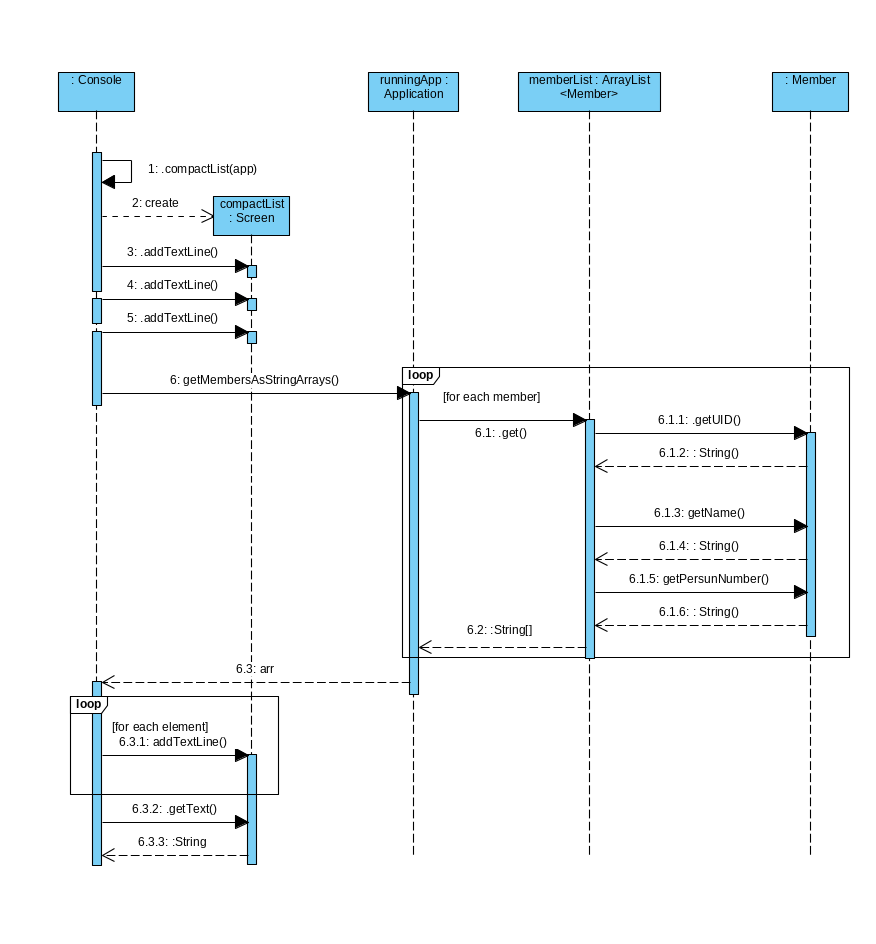 : Console
runningApp :
Application
memberList : ArrayList
<Member>
: Member
1: .compactList(app)
2: create
compactList
: Screen
3: .addTextLine()
4: .addTextLine()
5: .addTextLine()
loop
6: getMembersAsStringArrays()
[for each member]
6.1: .get()
6.1.1: .getUID()
6.1.2: : String()
6.1.3: getName()
6.1.4: : String()
6.1.5: getPersunNumber()
6.1.6: : String()
6.2: :String[]
6.3: arr
loop
[for each element]
6.3.1: addTextLine()
6.3.2: .getText()
6.3.3: :String